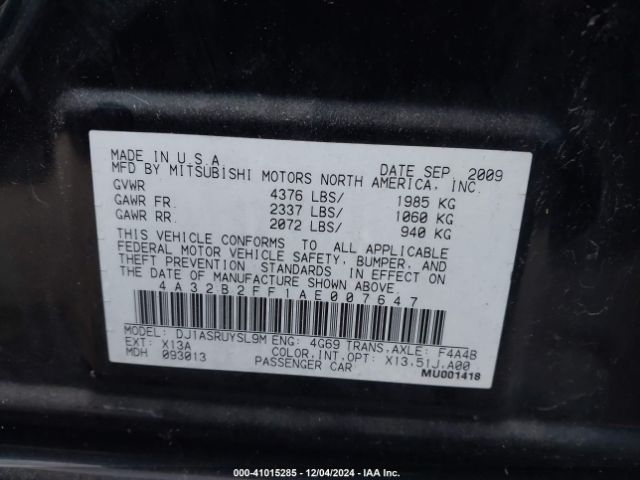 MADE IN U.S.A. DATE SEP. 2009
MFD BY MITSUBISHI MOTORS NORTH AMERICA, INC.
GVWR 4376 LBS/ 1985 KG
GAWR FR. 2337 LBS/ 1060 KG
GAWR RR. 2072 LBS/ 940 KG
THIS VEHICLE CONFORMS TO ALL APPLICABLE
FEDERAL MOTOR VEHICLE SAFETY, BUMPER, AND
THEFT PREVENTION STANDARDS IN EFFECT ON
THE DATE OF MANUFACTURE SHOWN ABOVE
4A32B2FF1AE007647
MODEL: DJ1ASRUYSL9M ENG: 4G69 TRANS.AXLE: F4A4B
EXT: X13A COLOR,INT,OPT: X13,51J,A00
MDH 093013 PASSENGER CAR
MU001418
000-41015285 - 12/04/2024 - IAA Inc.